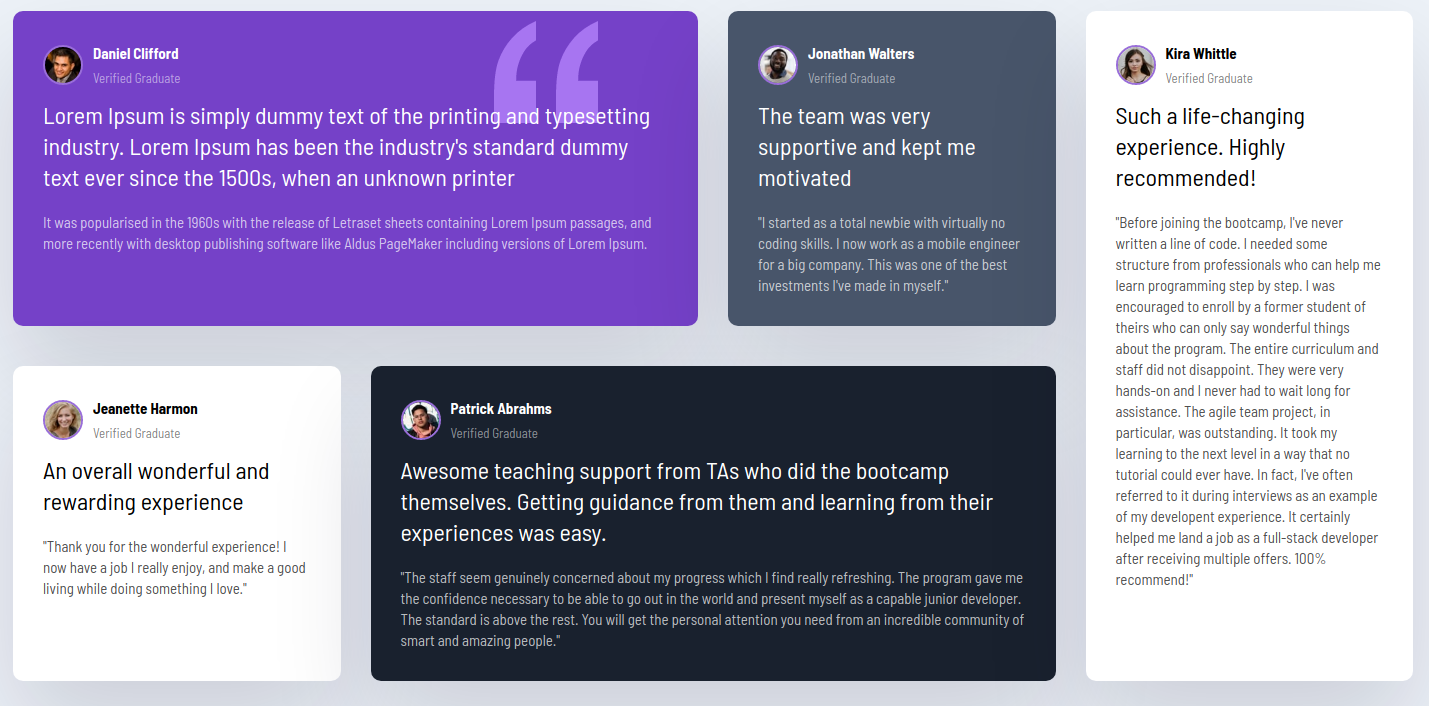 Daniel Clifford
Verified Graduate
Lorem Ipsum is simply dummy text of the printing and typesetting
industry. Lorem Ipsum has been the industry's standard dummy
text ever since the 1500s, when an unknown printer
It was popularised in the 1960s with the release of Letraset sheets containing Lorem Ipsum passages, and
more recently with desktop publishing software like Aldus PageMaker including versions of Lorem Ipsum.
Jonathan Walters
Verified Graduate
The team was very
supportive and kept me
motivated
"I started as a total newbie with virtually no
coding skills. I now work as a mobile engineer
for a big company. This was one of the best
investments I've made in myself."
Kira Whittle
Verified Graduate
Such a life-changing
experience. Highly
recommended!
"Before joining the bootcamp, I've never
written a line of code. I needed some
structure from professionals who can help me
learn programming step by step. I was
encouraged to enroll by a former student of
theirs who can only say wonderful things
about the program. The entire curriculum and
staff did not disappoint. They were very
hands-on and I never had to wait long for
assistance. The agile team project, in
particular, was outstanding. It took my
learning to the next level in a way that no
tutorial could ever have. In fact, I've often
referred to it during interviews as an example
of my developent experience. It certainly
helped me land a job as a full-stack developer
after receiving multiple offers. 100%
recommend!"
Jeanette Harmon
Verified Graduate
An overall wonderful and
rewarding experience
"Thank you for the wonderful experience! I
now have a job I really enjoy, and make a good
living while doing something I love."
Patrick Abrahms
Verified Graduate
Awesome teaching support from TAs who did the bootcamp
themselves. Getting guidance from them and learning from their
experiences was easy.
"The staff seem genuinely concerned about my progress which I find really refreshing. The program gave me
the confidence necessary to be able to go out in the world and present myself as a capable junior developer.
The standard is above the rest. You will get the personal attention you need from an incredible community of
smart and amazing people."